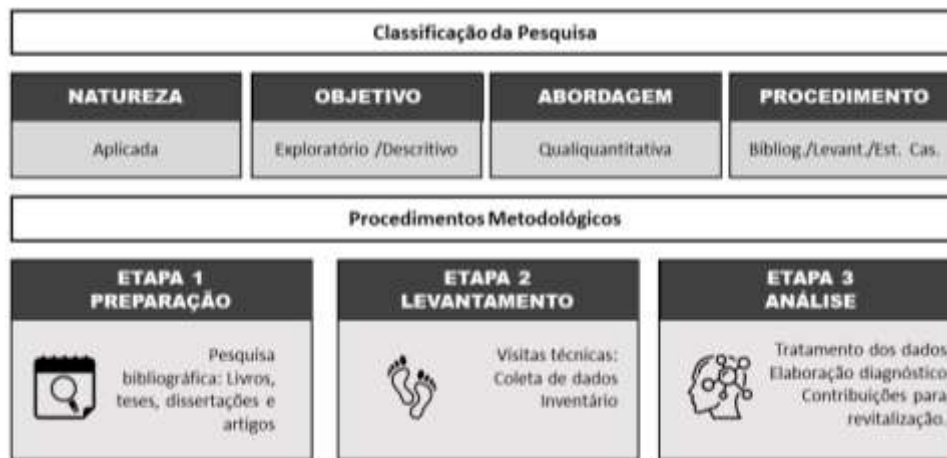 Classificação da Pesquisa
NATUREZA
OBJETIVO
ABORDAGEM
PROCEDIMENTO
Aplicada
Exploratório /Descritivo
Qualiquantitativa
Bibliog./Levant./Est. Cas.
Procedimentos Metodológicos
ETAPA 1
PREPARAÇÃO
Pesquisa
bibliográfica: Livros,
teses, dissertações e
artigos
ETAPA 2
LEVANTAMENTO
Visitas técnicas:
Coleta de dados
Inventário
ETAPA 3
ANÁLISE
Tratamento dos dados
Elaboração diagnóstico
Contribuições para
revitalização.